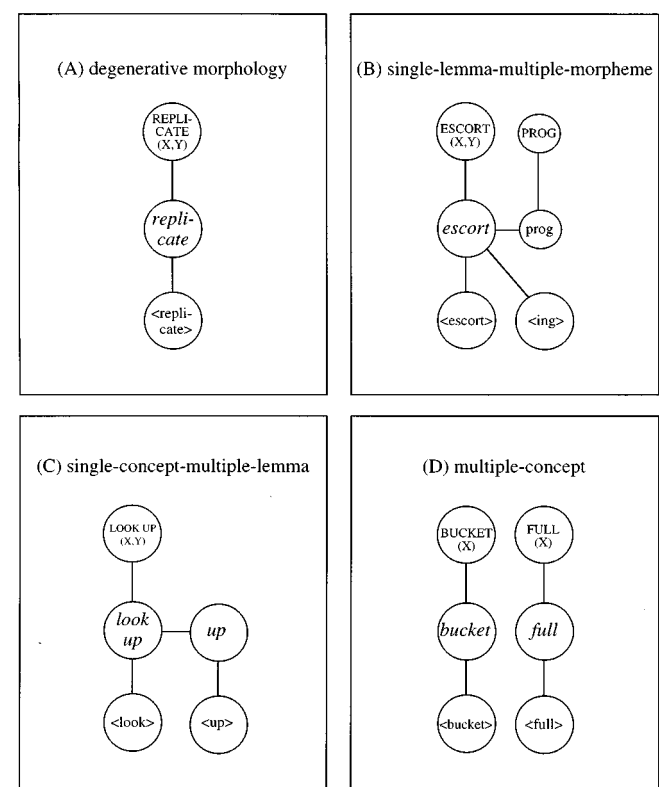 (A) degenerative morphology
REPLI-
CATE
(X,Y)
repli-
cate
<repli-
cate>
(B) single-lemma-multiple-morpheme
ESCORT
(X,Y)
PROG
escort
prog
<escort>
<ing>
(C) single-concept-multiple-lemma
LOOK UP
(X,Y)
look
up
up
<look>
<up>
(D) multiple-concept
BUCKET
(X)
FULL
(X)
bucket
full
<bucket>
<full>